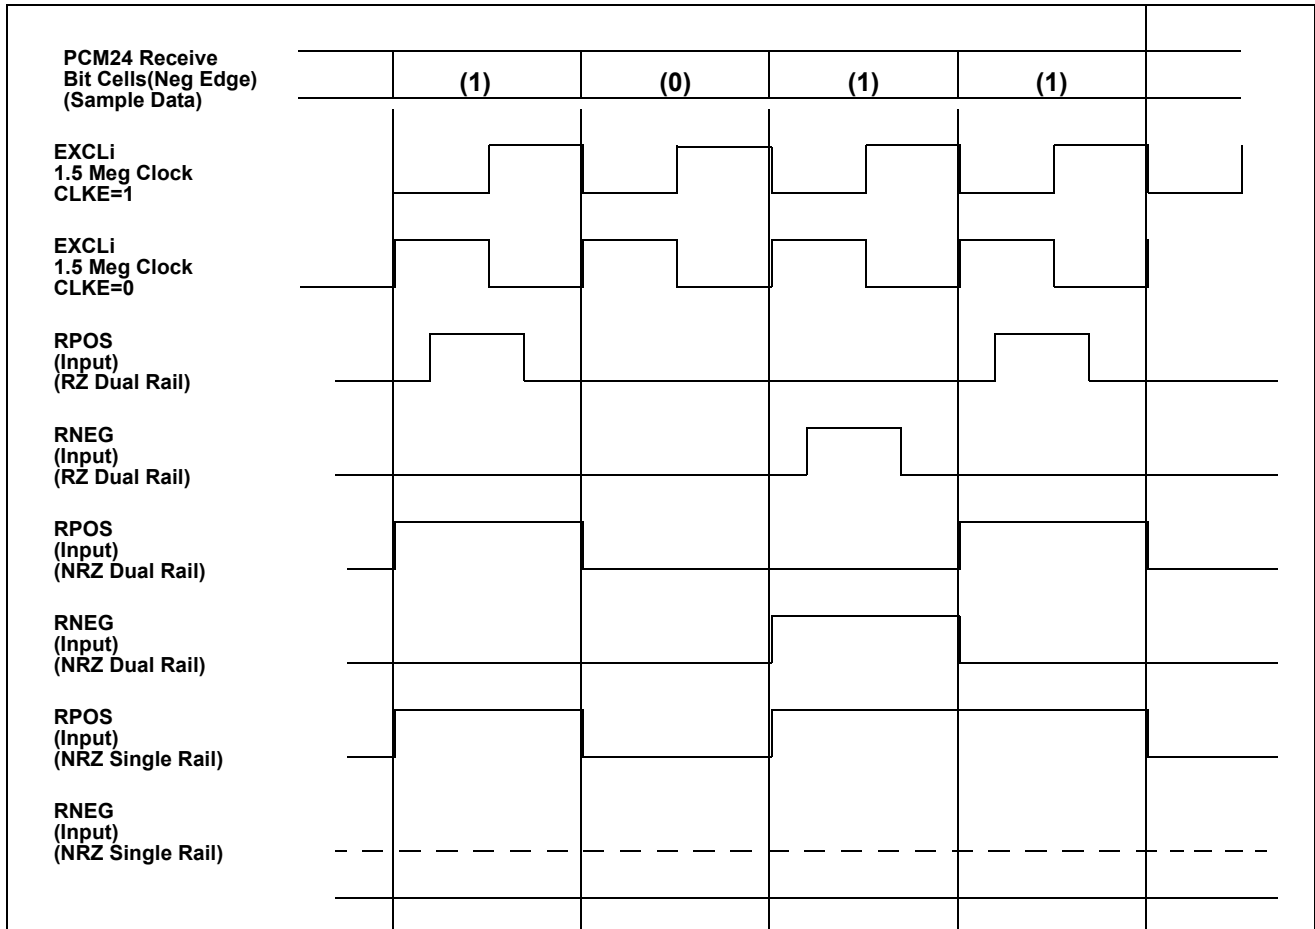 PCM24 Receive
Bit Cells(Neg Edge)
(Sample Data)
(1)
(0)
(1)
(1)
EXCLi
1.5 Meg Clock
CLKE=1
EXCLi
1.5 Meg Clock
CLKE=0
RPOS
(Input)
(RZ Dual Rail)
RNEG
(Input)
(RZ Dual Rail)
RPOS
(Input)
(NRZ Dual Rail)
RNEG
(Input)
(NRZ Dual Rail)
RPOS
(Input)
(NRZ Single Rail)
RNEG
(Input)
(NRZ Single Rail)